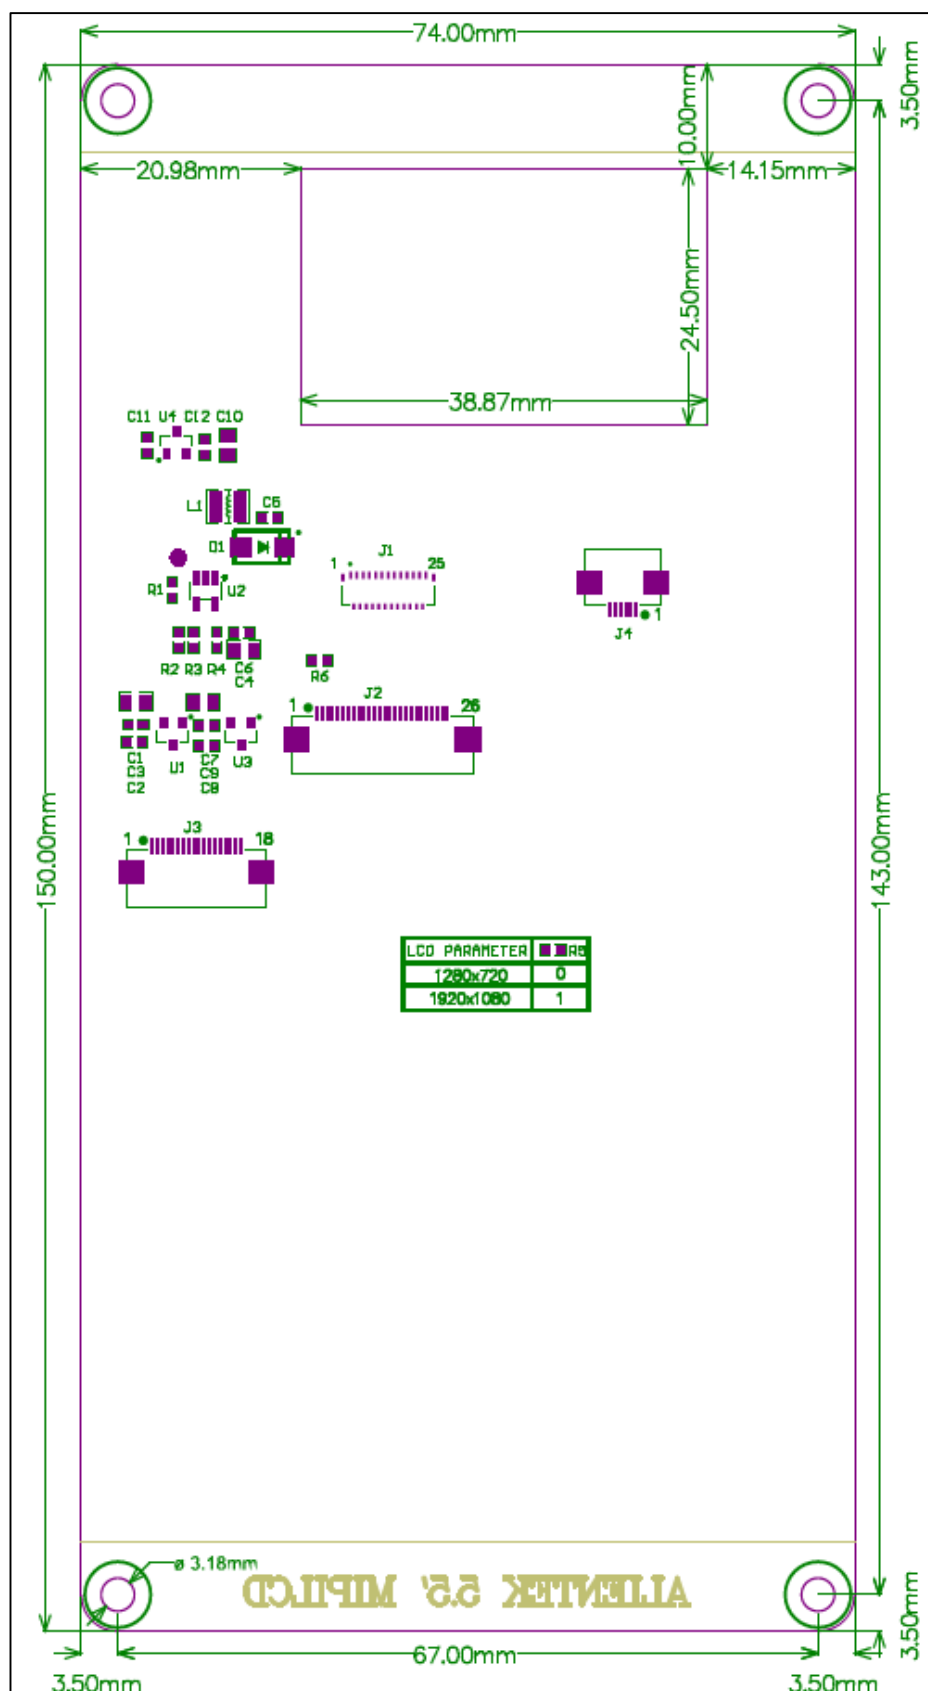 74.00mm
3.50mm
10.00mm
20.98mm
14.15mm
24.50mm
38.87mm
C11 U4 C12 C10
L1
C5
D1
J1
1 25
R1
U2
1
J4
R2 R3 R4 C6
C4
R6
J2
1 26
C1
C3
C2
U1
C7
C9
C8
U3
J3
1 18
150.00mm
143.00mm
LCD PARAMETER R5
1280x720 0
1920x1080 1
ø 3.18mm
ALIENTEK 5.5' MIPILCD
3.50mm
67.00mm
3.50mm
3.50mm